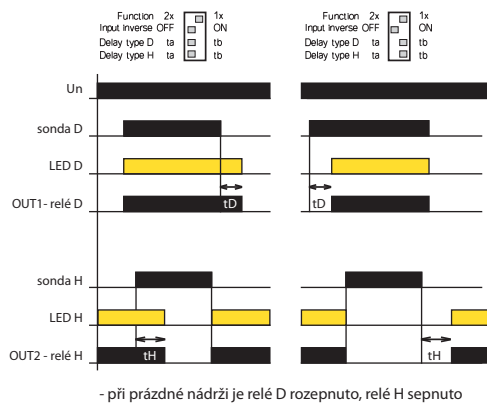 Function 2x 1x
Input inverse OFF ON
Delay type D ta tb
Delay type H ta tb
Function 2x 1x
Input inverse OFF ON
Delay type D ta tb
Delay type H ta tb
Un
sonda D
LED D
tD
OUT1- relé D tD
sonda H
LED H
OUT2 - relé H tH tH
- při prázdné nádrži je relé D rozepnuto, relé H sepnuto